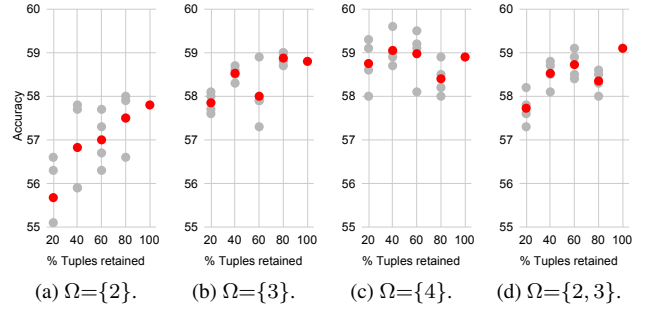 60 60 60 60
59 59 59 59
58 58 58 58
57 57 57 57
56 56 56 56
55 55 55 55
Accuracy
20 40 60 80 100 20 40 60 80 100 20 40 60 80 100 20 40 60 80 100
% Tuples retained % Tuples retained % Tuples retained % Tuples retained
(a) Ω={2}. (b) Ω={3}. (c) Ω={4}. (d) Ω={2, 3}.